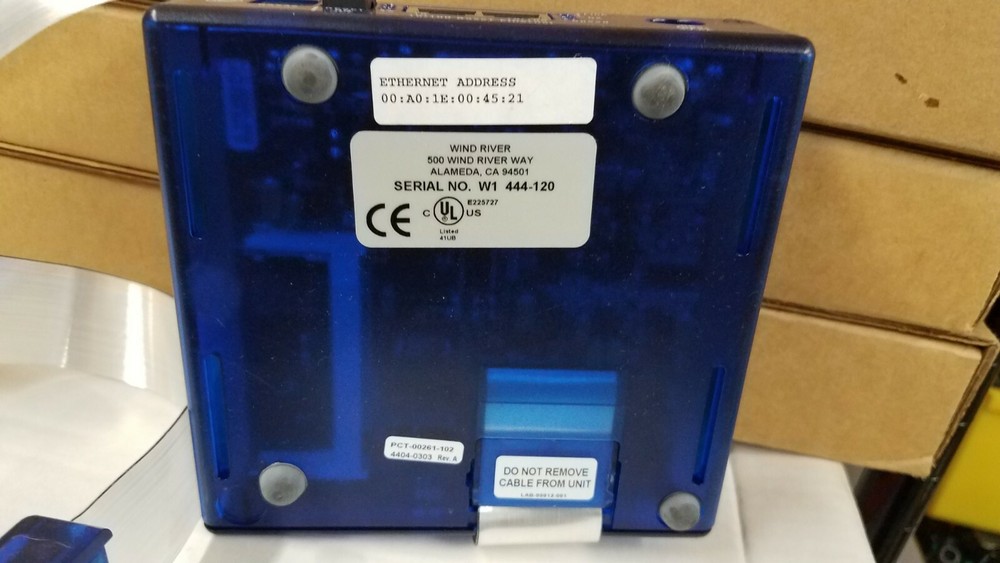 ETHERNET ADDRESS
00:A0:1E:00:45:21
WIND RIVER
500 WIND RIVER WAY
ALAMEDA, CA 94501
SERIAL NO. W1 444-120
CE
C UL US
E225727
Listed
41UB
PCT-00261-102
4404-0303 Rev. A
DO NOT REMOVE
CABLE FROM UNIT